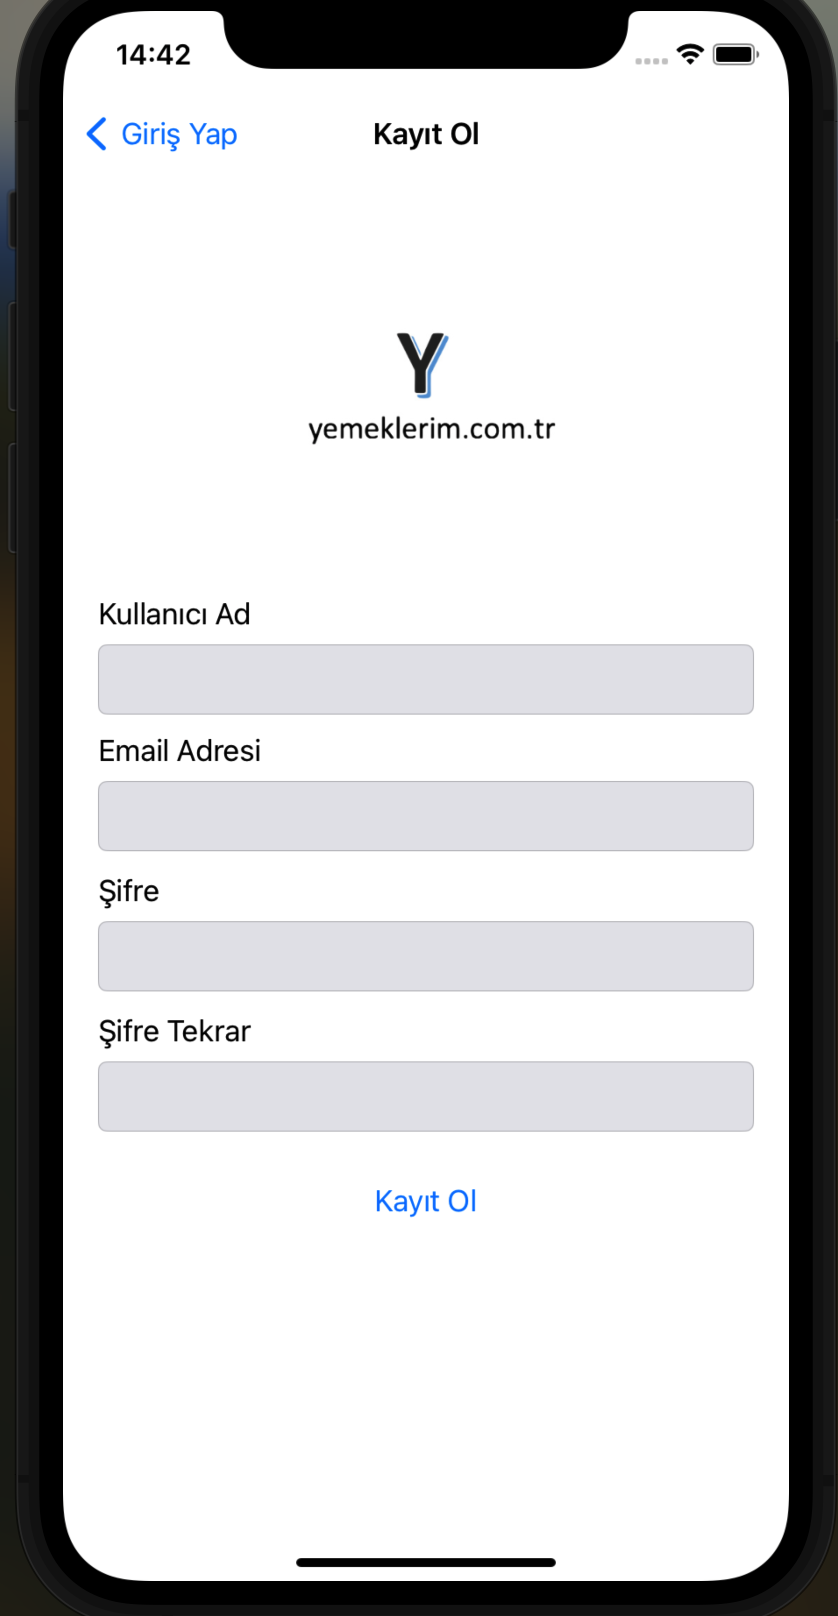 14:42
Giriş Yap
Kayıt Ol
Y
yemeklerim.com.tr
Kullanıcı Ad
Email Adresi
Şifre
Şifre Tekrar
Kayıt Ol